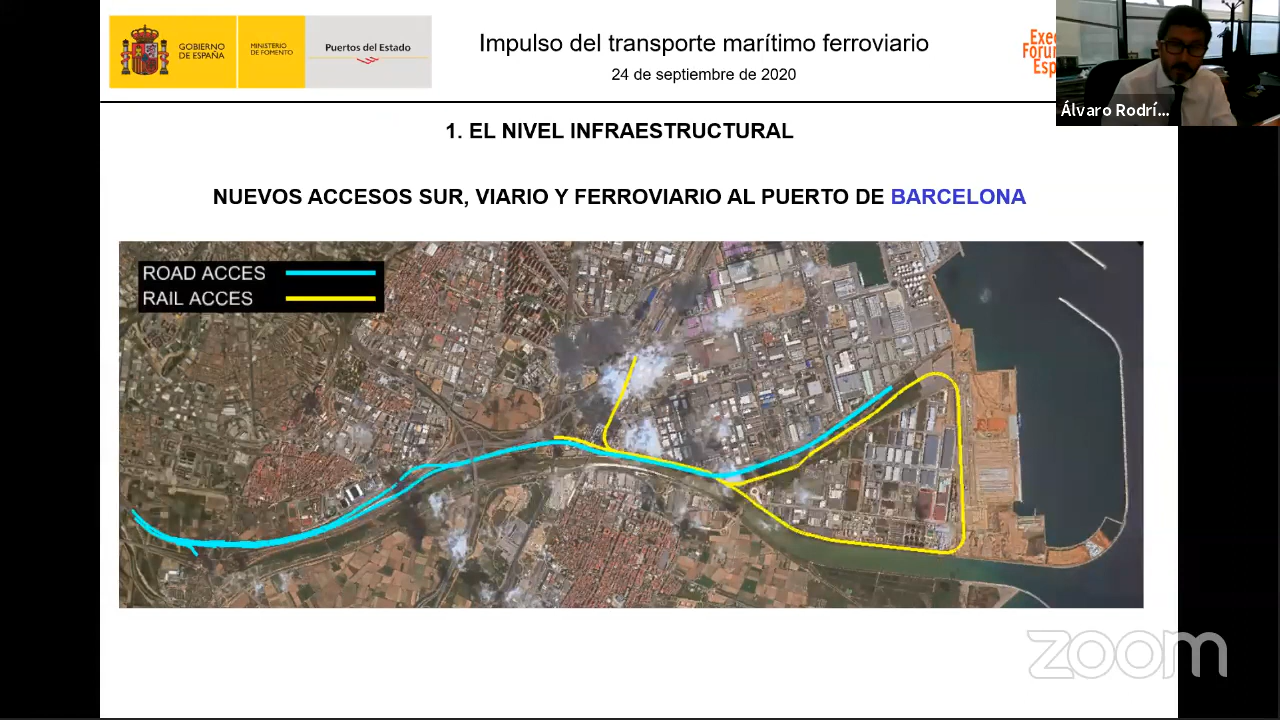 GOBIERNO
DE ESPAÑA
MINISTERIO
DE FOMENTO
Puertos del Estado
Impulso del transporte marítimo ferroviario
24 de septiembre de 2020
Exe
Foru
Esp
Álvaro Rodrí...
1. EL NIVEL INFRAESTRUCTURAL
NUEVOS ACCESOS SUR, VIARIO Y FERROVIARIO AL PUERTO DE BARCELONA
ROAD ACCES
RAIL ACCES
zoom